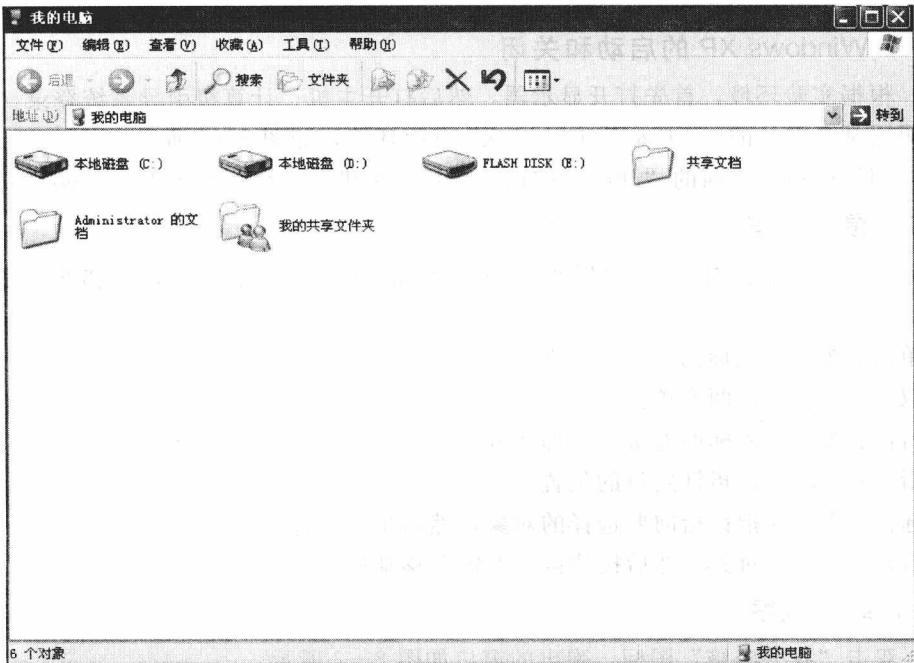 我的电脑
文件(F) 编辑(E) 查看(V) 收藏(A) 工具(T) 帮助(H)
后退 搜索 文件夹
地址(D) 我的电脑 转到
本地磁盘 (C:) 本地磁盘 (D:) FLASH DISK (E:) 共享文档
Administrator 的文档 我的共享文件夹
6 个对象 我的电脑